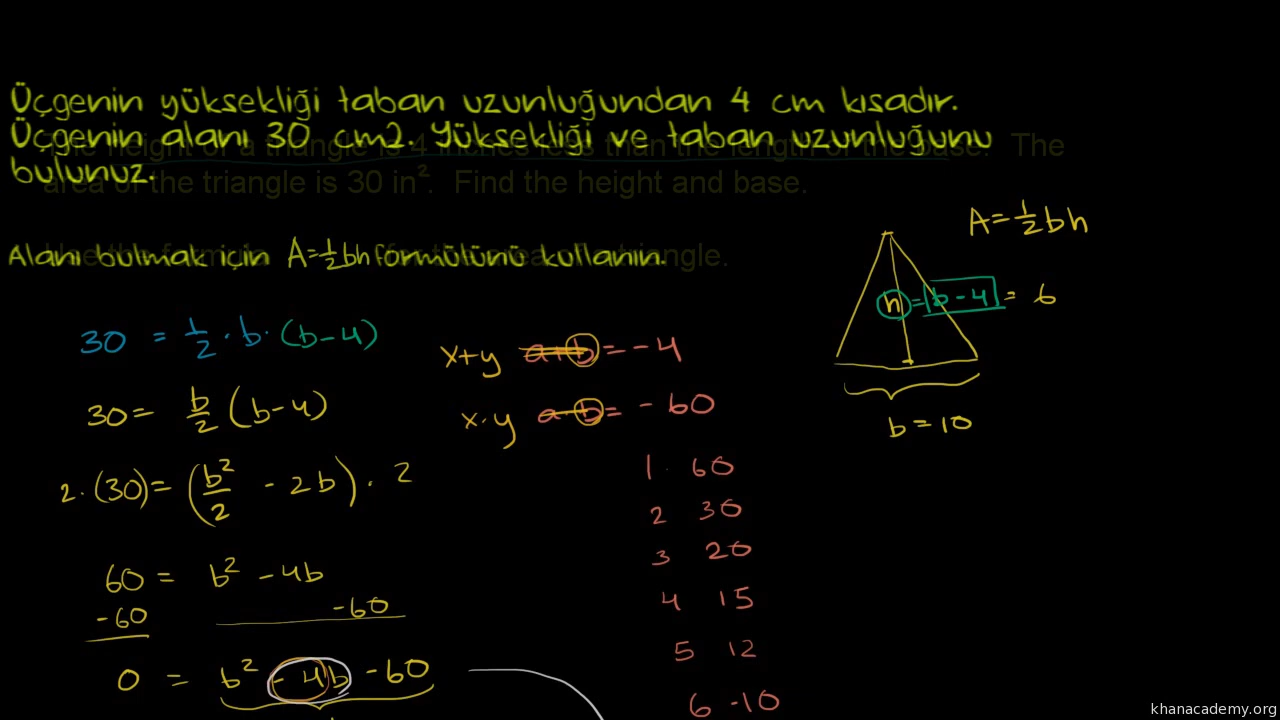 Üçgenin yüksekliği taban uzunluğundan 4 cm kısadır.
Üçgenin alanı 30 cm2. Yüksekliği ve taban uzunluğunu
bulunuz.
The height of a triangle is 4 inches less than the length of the base. The
area of the triangle is 30 in². Find the height and base.
Alanı bulmak için A=½bh formülünü kullanın.
for the area of a triangle.
A=½bh
h = b-4 = 6
b=10
30 = ½·b·(b-4)
30 = b/2 (b-4)
2·(30) = (b²/2 - 2b)·2
60 = b² - 4b
-60 -60
0 = b² - 4b - 60
x+y a+b = -4
x·y a·b = -60
1 60
2 30
3 20
4 15
5 12
6 -10
khanacademy.org